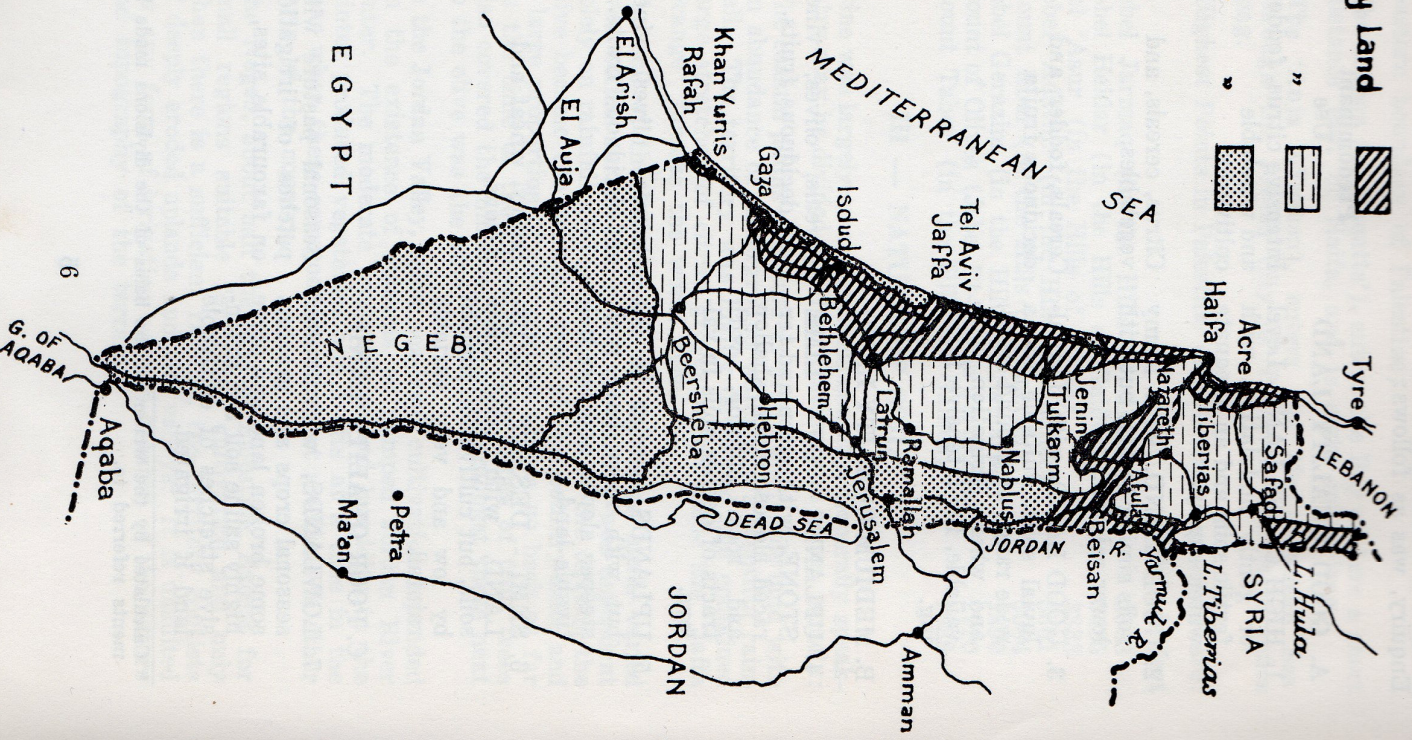 y Land
"
"
MEDITERRANEAN
SEA
Tyre
LEBANON
Acre
Haifa
Safad
L. Hula
SYRIA
Tiberias
L. Tiberias
Nazareth
Afula
Yarmuk R.
Jenin
Beisan
Tulkarm
R.
JORDAN
Nablus
Tel Aviv
Jaffa
Ramallah
Latrun
Amman
Jerusalem
Isdud
Bethlehem
DEAD SEA
Gaza
Hebron
Khan Yunis
Rafah
Beersheba
JORDAN
El Arish
El Auja
NEGEB
EGYPT
Petra
Ma'an
Aqaba
G. OF
AQABA
6